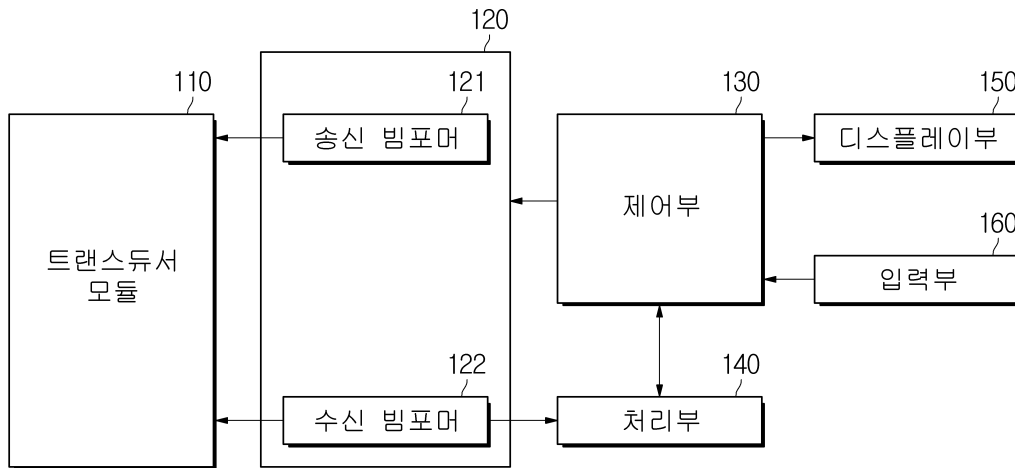 120
110
121
130
150
송신 빔포머
디스플레이부
제어부
160
트랜스듀서
모듈
입력부
122
140
수신 빔포머
처리부